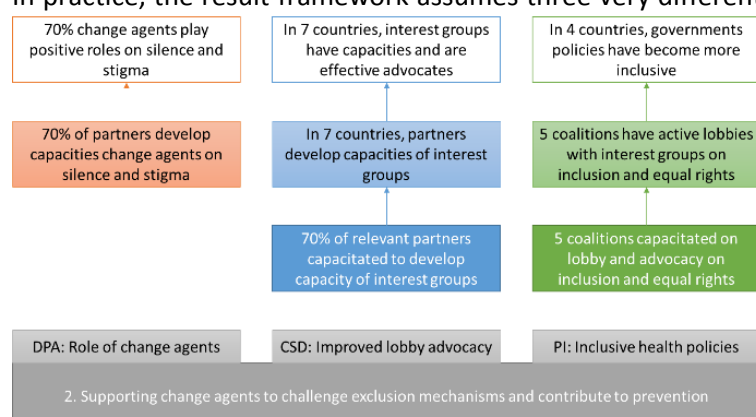 In practice, the result framework assumes three very different
70% change agents play
positive roles on silence and
stigma
In 7 countries, interest groups
have capacities and are
effective advocates
In 4 countries, governments
policies have become more
inclusive
70% of partners develop
capacities change agents on
silence and stigma
In 7 countries, partners
develop capacities of interest
groups
5 coalitions have active lobbies
with interest groups on
inclusion and equal rights
70% of relevant partners
capacitated to develop
capacity of interest groups
5 coalitions capacitated on
lobby and advocacy on
inclusion and equal rights
DPA: Role of change agents
CSD: Improved lobby advocacy
PI: Inclusive health policies
2. Supporting change agents to challenge exclusion mechanisms and contribute to prevention